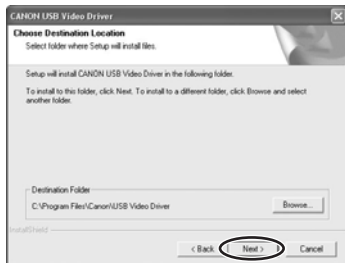 CANON USB Video Driver
Choose Destination Location
Select folder where Setup will install files.
Setup will install CANON USB Video Driver in the following folder.
To install to this folder, click Next. To install to a different folder, click Browse and select
another folder.
Destination Folder
C:\Program Files\Canon\USB Video Driver
Browse...
InstallShield
< Back
Next >
Cancel